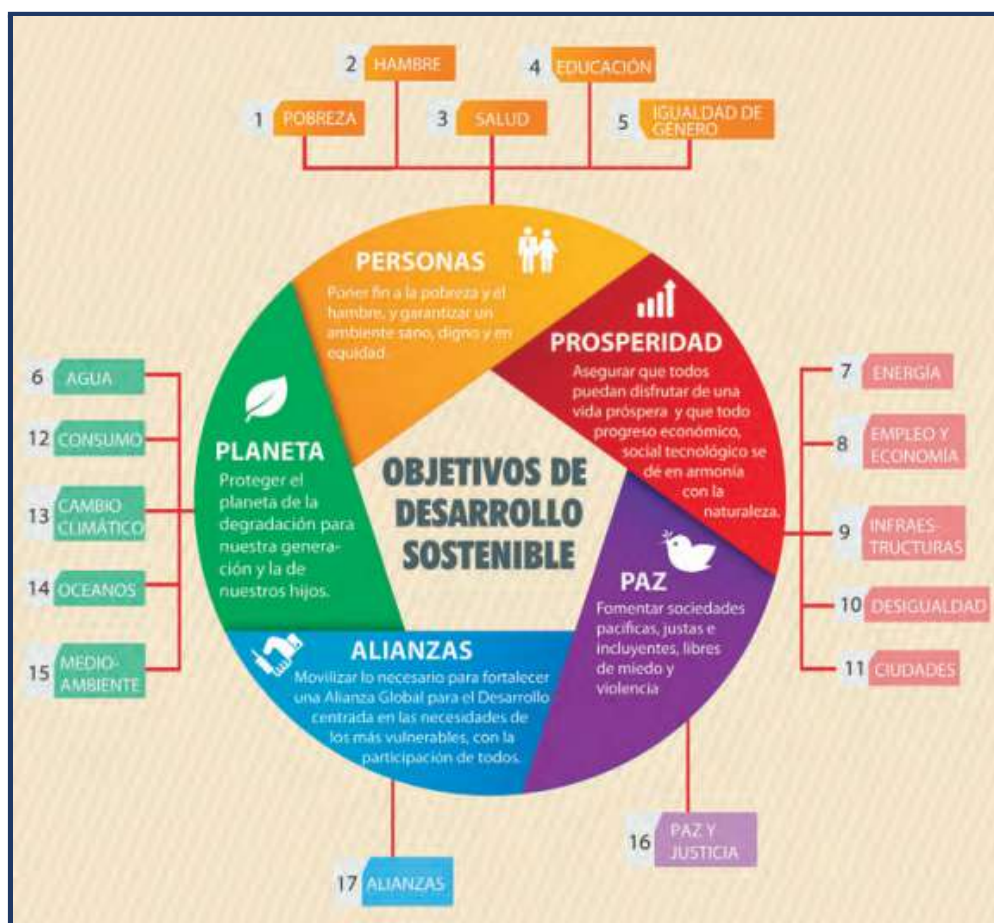 2 HAMBRE
4 EDUCACIÓN
1 POBREZA
3 SALUD
5 IGUALDAD DE
GÉNERO
PERSONAS
Poner fin a la pobreza y el
hambre, y garantizar un
ambiente sano, digno y en
equidad.
PROSPERIDAD
Asegurar que todos
puedan disfrutar de una
vida próspera y que todo
progreso económico,
social tecnológico se
dé en armonía
con la
naturaleza.
7 ENERGÍA
8 EMPLEO Y
ECONOMÍA
9 INFRAES-
TRUCTURAS
10 DESIGUALDAD
11 CIUDADES
6 AGUA
12 CONSUMO
13 CAMBIO
CLIMÁTICO
14 OCEANOS
15 MEDIO-
AMBIENTE
PLANETA
Proteger el
planeta de la
degradación para
nuestra genera-
ción y la de
nuestros hijos.
OBJETIVOS DE
DESARROLLO
SOSTENIBLE
PAZ
Fomentar sociedades
pacíficas, justas e
incluyentes, libres
de miedo y
violencia
ALIANZAS
Movilizar lo necesario para fortalecer
una Alianza Global para el Desarrollo
centrada en las necesidades de
los más vulnerables, con la
participación de todos.
16 PAZ Y
JUSTICIA
17 ALIANZAS